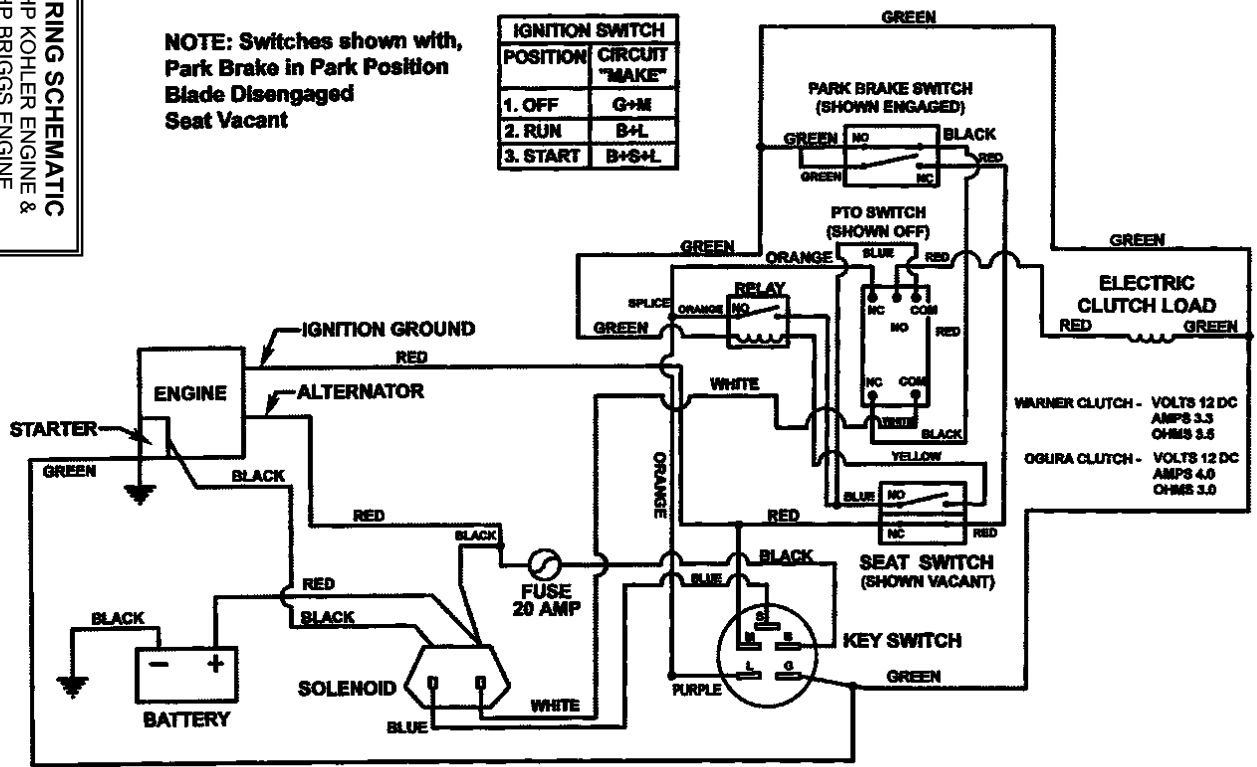 RING SCHEMATIC
HP KOHLER ENGINE &
HP BRIGGS ENGINE
NOTE: Switches shown with,
Park Brake in Park Position
Blade Disengaged
Seat Vacant
IGNITION SWITCH
POSITION
CIRCUIT
"MAKE"
1. OFF
G+M
2. RUN
B+L
3. START
B+S+L
GREEN
PARK BRAKE SWITCH
(SHOWN ENGAGED)
GREEN
NO
BLACK
RED
GREEN
NC
PTO SWITCH
(SHOWN OFF)
GREEN
ORANGE
BLUE
RED
GREEN
ELECTRIC
CLUTCH LOAD
RELAY
SPLICE
ORANGE
NO
NC
COM
NO
RED
GREEN
RED
GREEN
IGNITION GROUND
RED
ENGINE
ALTERNATOR
WHITE
NC
COM
WHITE
BLACK
WARNER CLUTCH - VOLTS 12 DC
AMPS 3.3
OHMS 3.5
STARTER
GREEN
BLACK
ORANGE
YELLOW
OGURA CLUTCH - VOLTS 12 DC
AMPS 4.0
OHMS 3.0
BLUE
NO
RED
RED
NC
RED
BLACK
BLACK
SEAT SWITCH
(SHOWN VACANT)
FUSE
20 AMP
BLUE
RED
BLACK
BLACK
S
M
B
KEY SWITCH
L
G
GREEN
PURPLE
SOLENOID
WHITE
BLUE
- +
BATTERY